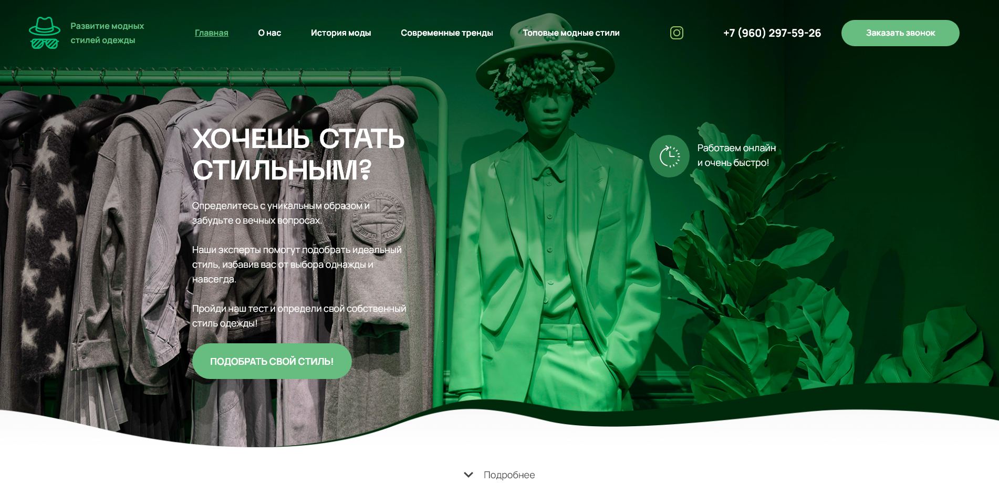 Развитие модных
стилей одежды
Главная
О нас
История моды
Современные тренды
Топовые модные стили
+7 (960) 297-59-26
Заказать звонок
ХОЧЕШЬ СТАТЬ
СТИЛЬНЫМ?
Работаем онлайн
и очень быстро!
Определитесь с уникальным образом и
забудьте о вечных вопросах.
Наши эксперты помогут подобрать идеальный
стиль, избавив вас от выбора однажды и
навсегда.
Пройди наш тест и определи свой собственный
стиль одежды!
ПОДОБРАТЬ СВОЙ СТИЛЬ!
Подробнее